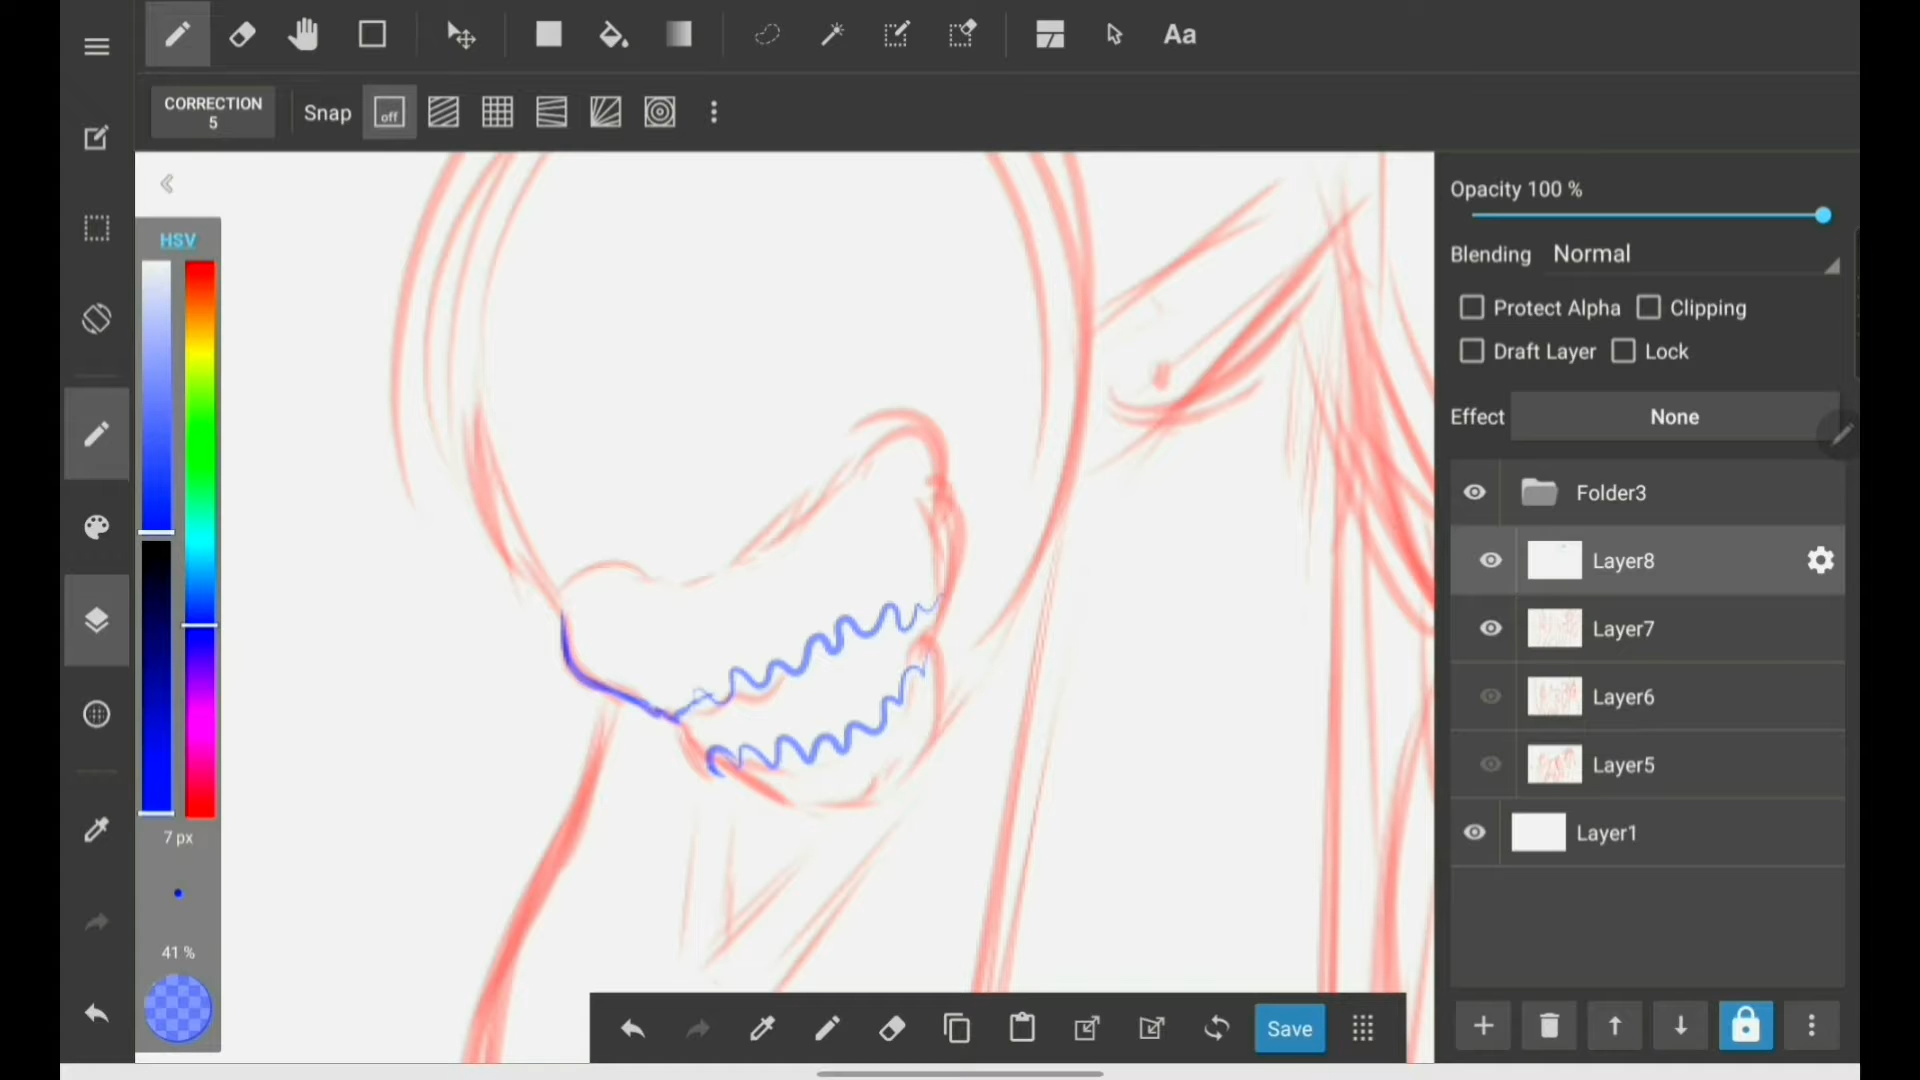 Aa
CORRECTION
5
Snap
off
HSV
7 px
41 %
Opacity 100 %
Blending Normal
Protect Alpha Clipping
Draft Layer Lock
Effect None
Folder3
Layer8
Layer7
Layer6
Layer5
Layer1
Save